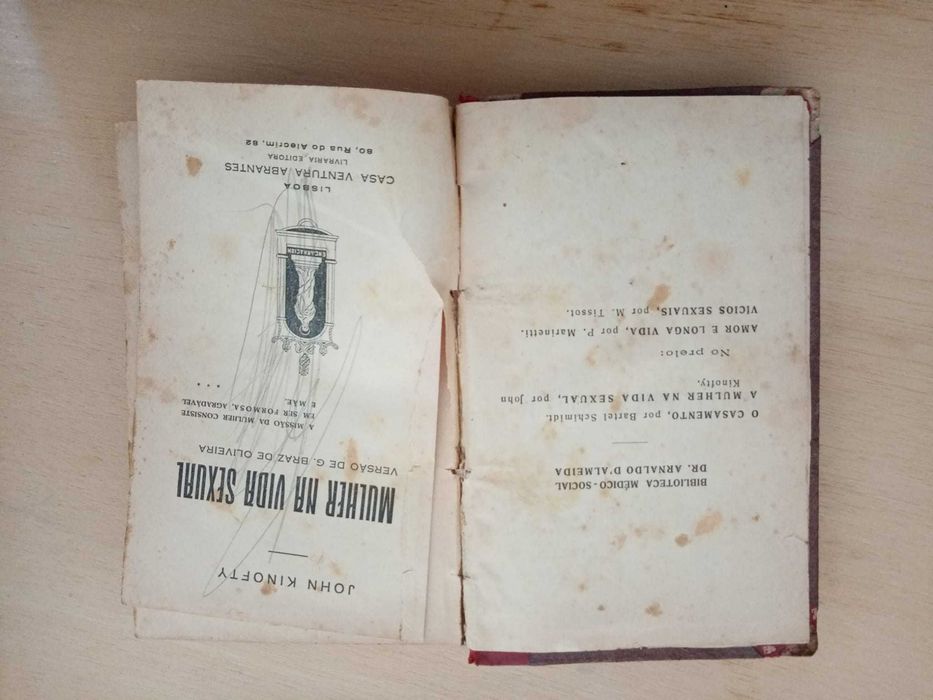 BIBLIOTECA MÉDICO-SOCIAL
DR. ARNALDO D'ALMEIDA
O CASAMENTO, por Bartel Schimidt.
A MULHER NA VIDA SEXUAL, por John
Kinofty.
No prelo:
AMOR E LONGA VIDA, por P. Marinetti.
VICIOS SEXUAIS, por M. Tissot.
JOHN KINOFTY
MULHER NA VIDA SEXUAL
VERSÃO DE G. BRAZ DE OLIVEIRA
A MISSÃO DA MULHER CONSISTE
EM SER FORMOSA, AGRADÁVEL
E MÃE.
...
ENCARNACION
LISBOA
CASA VENTURA ABRANTES
LIVRARIA EDITORA
80, Rua do Alecrim, 82